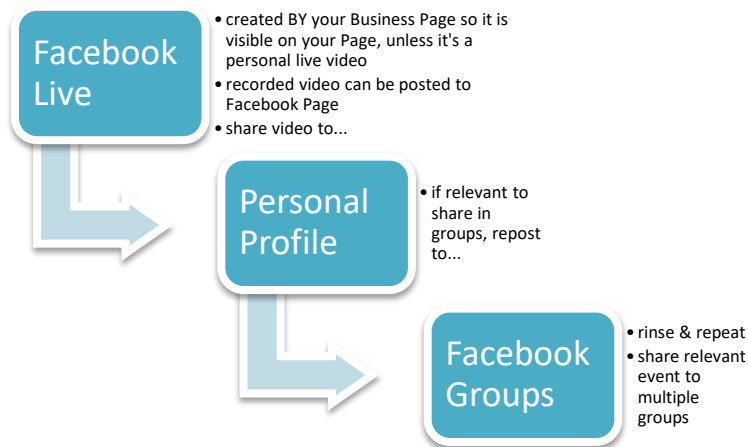 Facebook
Live
• created BY your Business Page so it is
visible on your Page, unless it's a
personal live video
• recorded video can be posted to
Facebook Page
• share video to...
Personal
Profile
• if relevant to
share in
groups, repost
to...
Facebook
Groups
• rinse & repeat
• share relevant
event to
multiple
groups